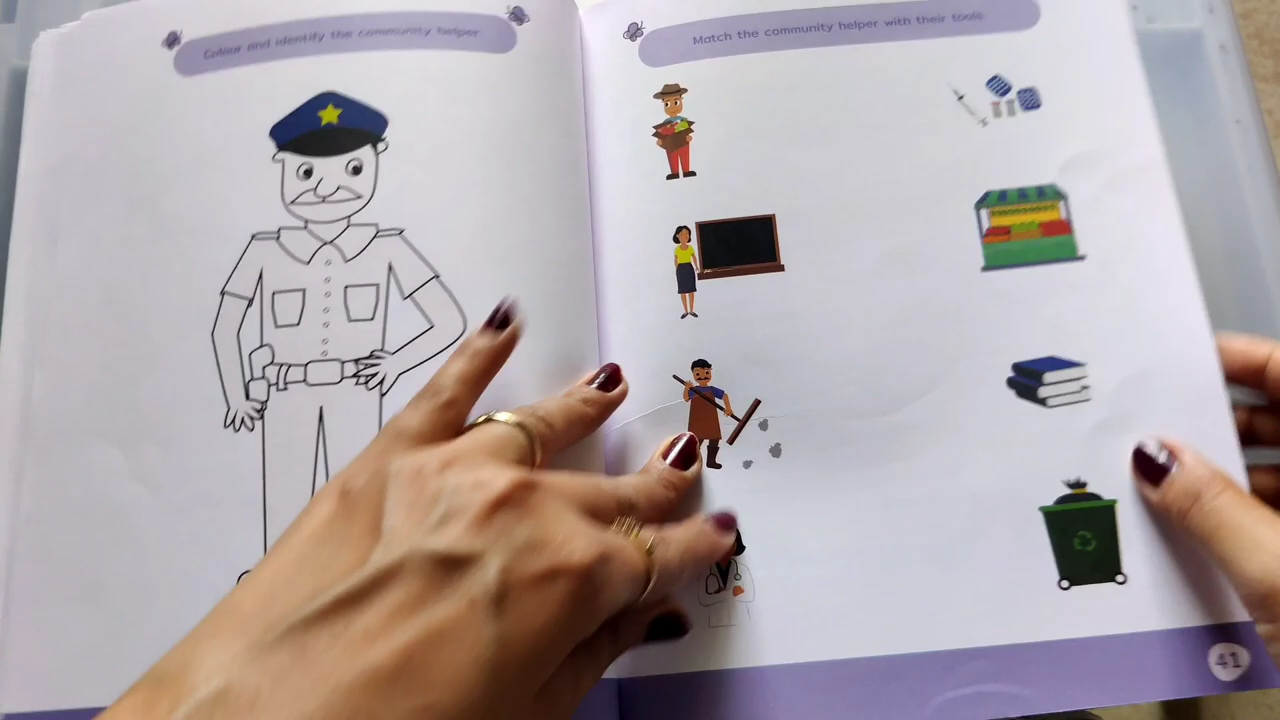 Colour and identify the community helper.
Match the community helper with their tools
41